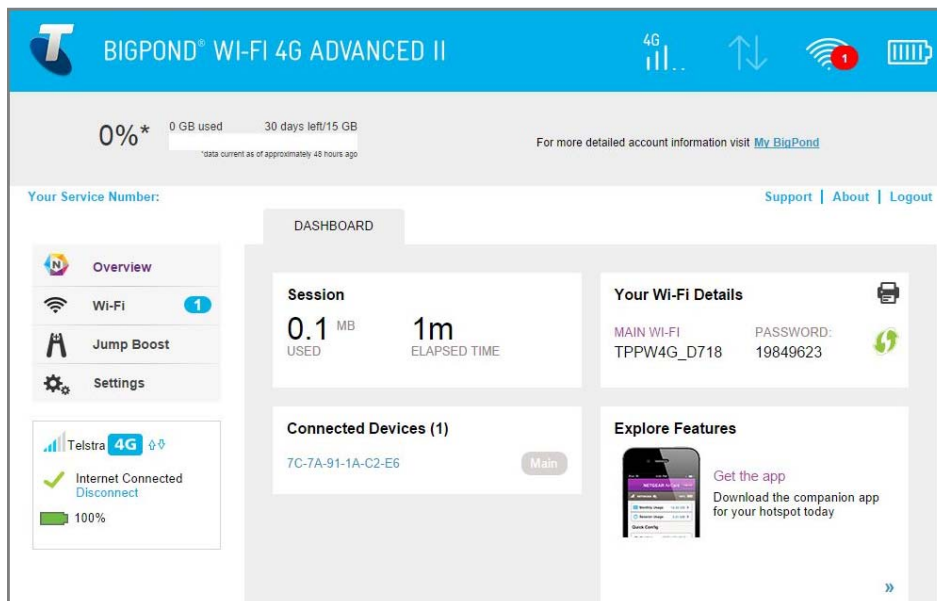 T
BIGPOND® WI-FI 4G ADVANCED II
4G
1
0%*
0 GB used 30 days left/15 GB
*data current as of approximately 48 hours ago
For more detailed account information visit My BigPond
Your Service Number:
Support | About | Logout
DASHBOARD
N
Overview
Wi-Fi 1
Jump Boost
Settings
Telstra 4G
Internet Connected
Disconnect
100%
Session
0.1 MB 1m
USED ELAPSED TIME
Your Wi-Fi Details
MAIN WI-FI PASSWORD:
TPPW4G_D718 19849623
Connected Devices (1)
7C-7A-91-1A-C2-E6 Main
Explore Features
NETGEAR
Quick Config
Get the app
Download the companion app
for your hotspot today
»